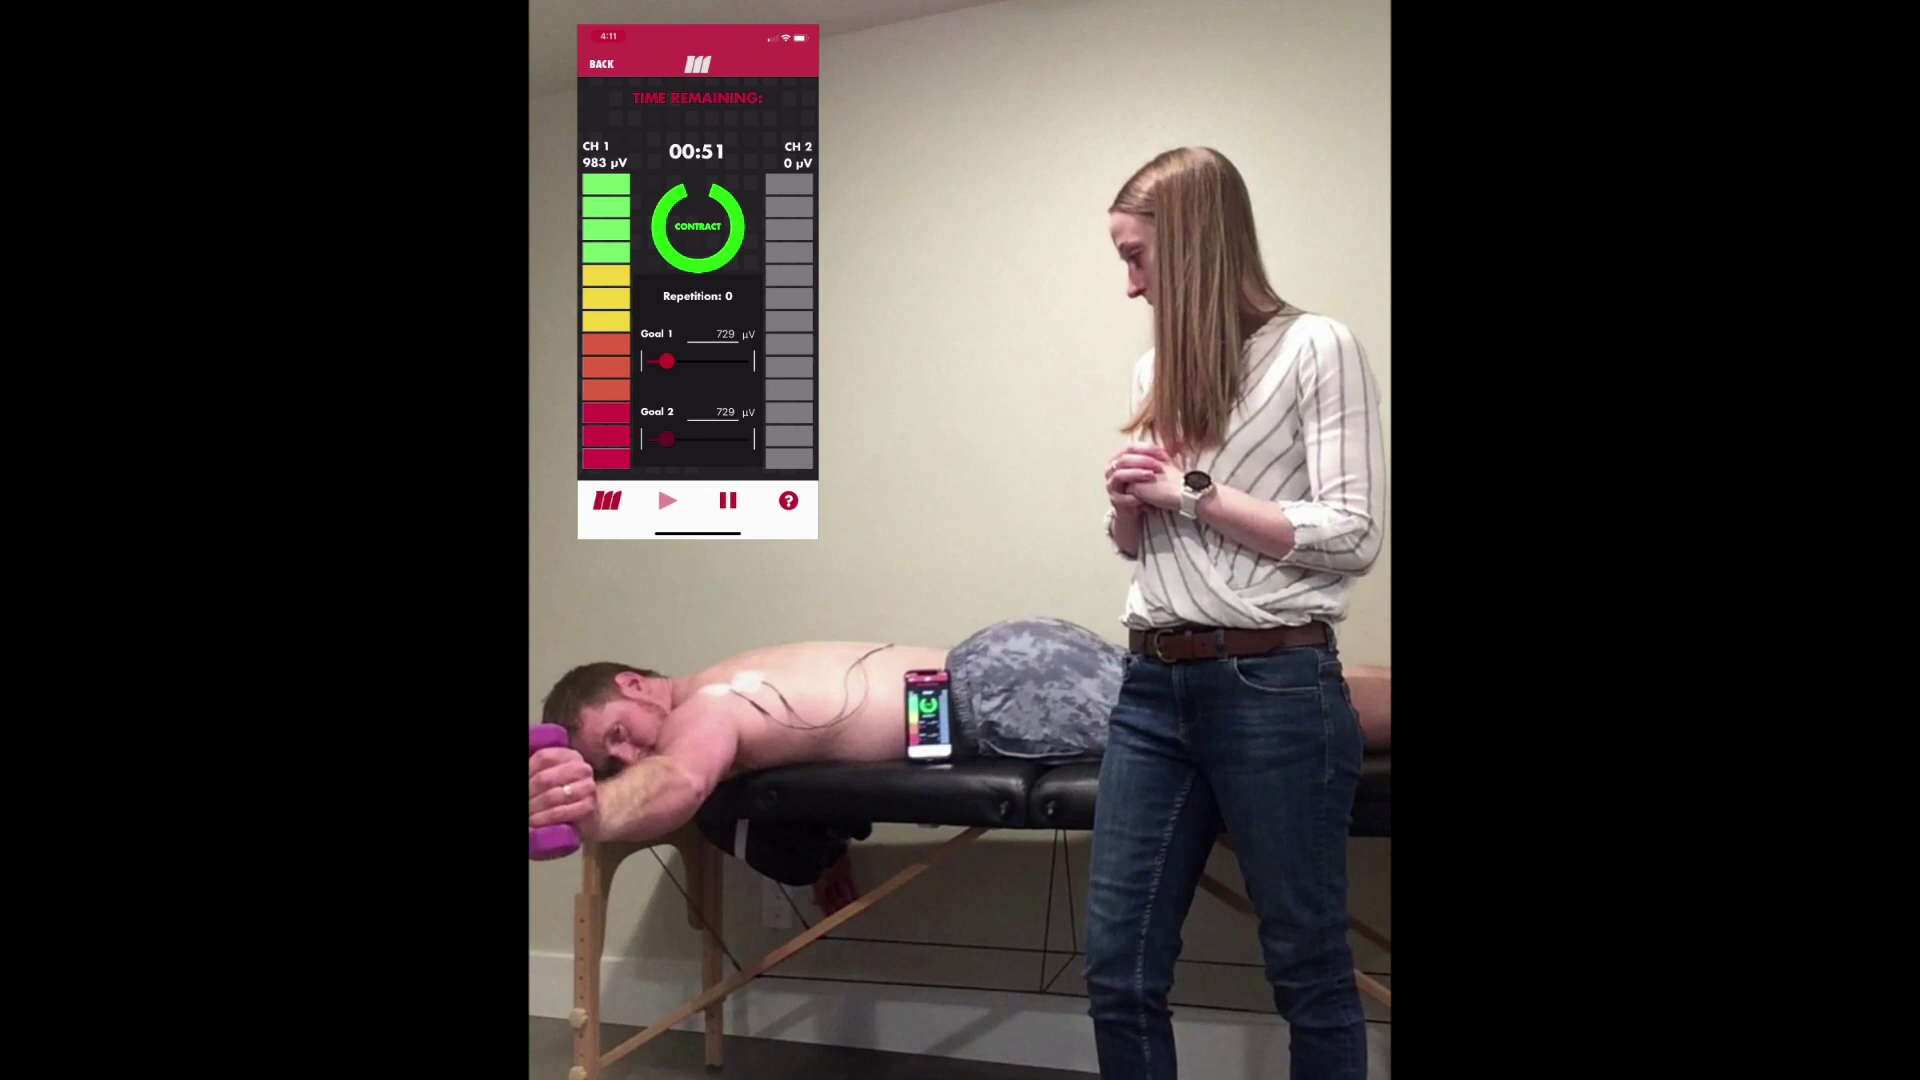 4:11
BACK
TIME REMAINING:
CH 1
983 µV
00:51
CH 2
0 µV
CONTRACT
Repetition: 0
Goal 1 729 µV
Goal 2 729 µV
?